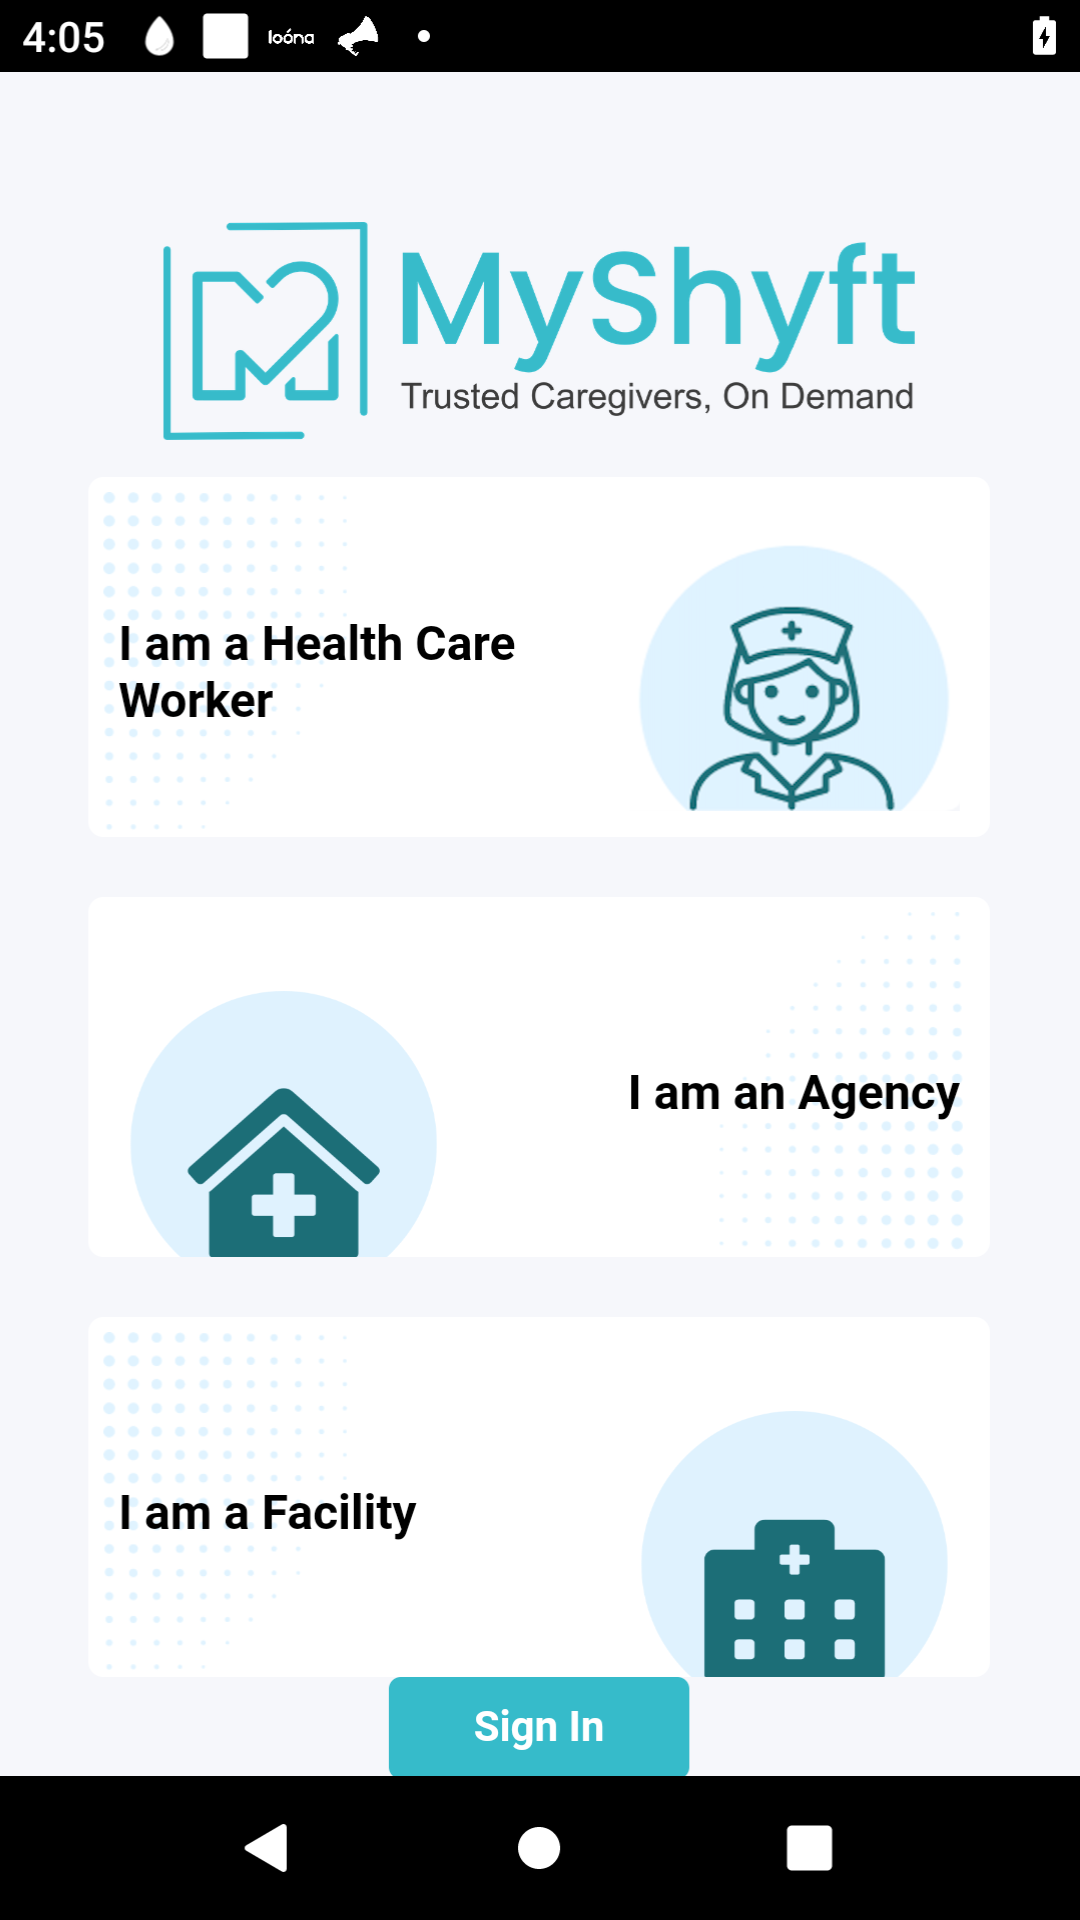 4:05
loóna
MyShyft
Trusted Caregivers, On Demand
I am a Health Care
Worker
I am an Agency
I am a Facility
Sign In